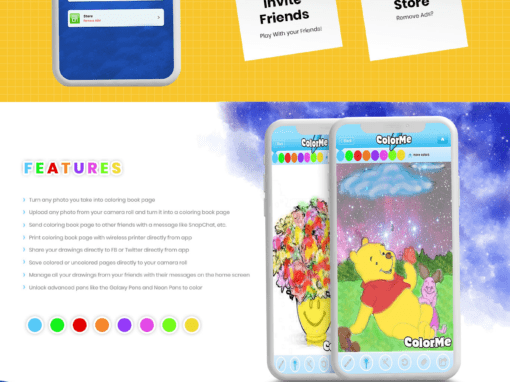 Store
Remove Ads
Invite
Friends
Play With your Friends!
Store
Remove Ads?
FEATURES
Turn any photo you take into coloring book page
Upload any photo from your camera roll and turn it into a coloring book page
Send coloring book page to other friends with a message like SnapChat, etc.
Print coloring book page with wireless printer directly from app
Share your drawings directly to FB or Twitter directly from app
Save colored or uncolored pages directly to your camera roll
Manage all your drawings from your friends with their messages on the home screen
Unlock advanced pens like the Galaxy Pens and Neon Pens to color
ColorMe
ColorMe
more colors
Color
ColorMe